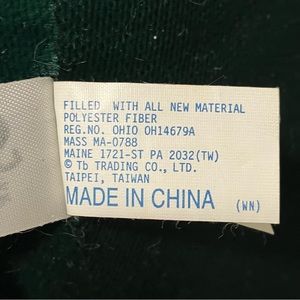 FILLED WITH ALL NEW MATERIAL
POLYESTER FIBER
REG.NO. OHIO OH14679A
MASS MA-0788
MAINE 1721-ST PA 2032(TW)
© Tb TRADING CO., LTD.
TAIPEI, TAIWAN
MADE IN CHINA (WN)